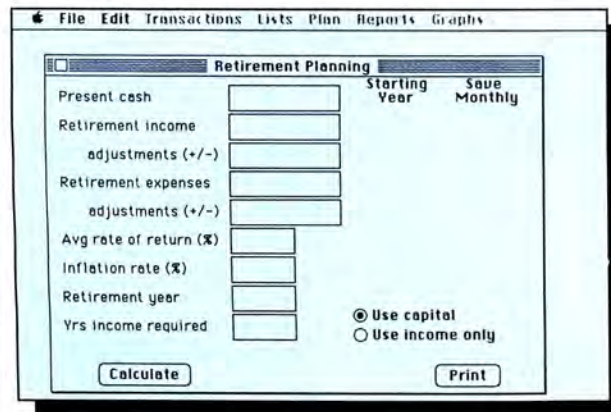 File Edit Transactions Lists Plan Reports Graphs
Retirement Planning
Starting Year Save Monthly
Present cash
Retirement income
adjustments (+/-)
Retirement expenses
adjustments (+/-)
Avg rate of return (%)
Inflation rate (%)
Retirement year
Yrs income required
Use capital
Use income only
Calculate Print